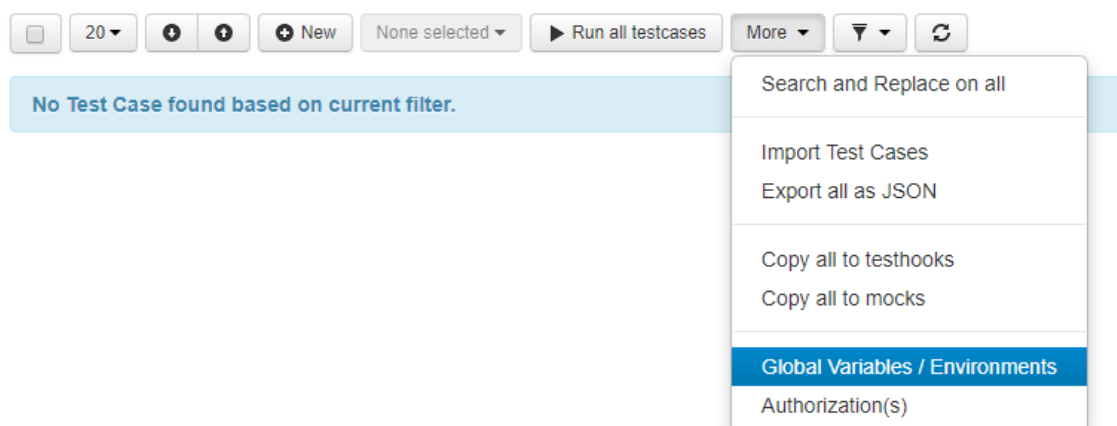 20
New
None selected
Run all testcases
More
No Test Case found based on current filter.
Search and Replace on all
Import Test Cases
Export all as JSON
Copy all to testhooks
Copy all to mocks
Global Variables / Environments
Authorization(s)